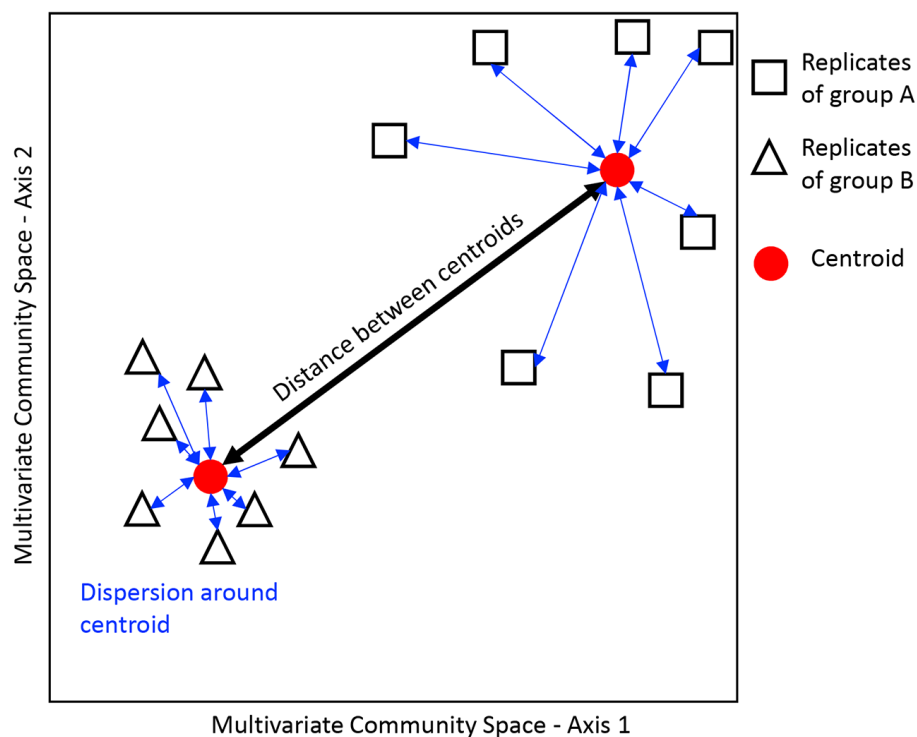 Multivariate Community Space - Axis 2
Distance between centroids
Dispersion around
centroid
Multivariate Community Space - Axis 1
Replicates
of group A
Replicates
of group B
Centroid